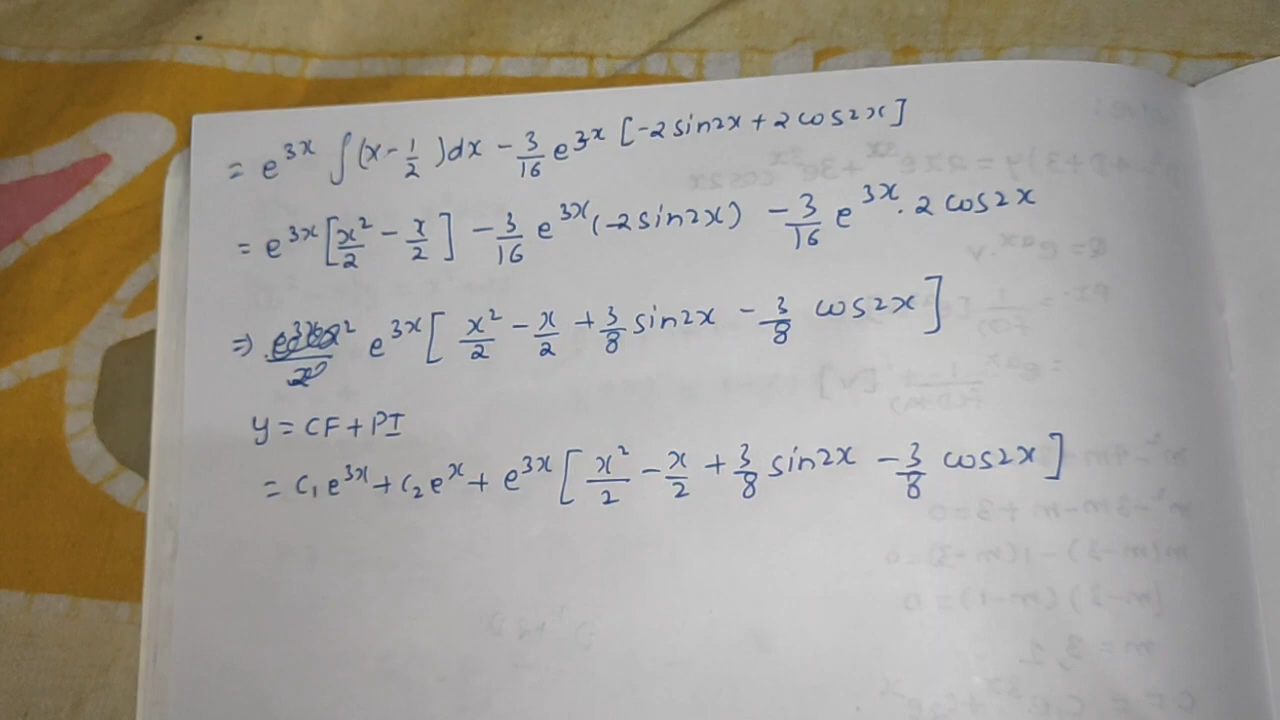 = e^{3x} ∫(x - 1/2)dx - 3/16 e^{3x} [-2 sin2x + 2 cos2x]
= e^{3x} [x²/2 - x/2] - 3/16 e^{3x} (-2 sin2x) - 3/16 e^{3x} . 2 cos2x
⇒ e^{3x} [x²/2 - x/2 + 3/8 sin2x - 3/8 cos2x]
y = CF + PI
= c₁e^{3x} + c₂e^{x} + e^{3x} [x²/2 - x/2 + 3/8 sin2x - 3/8 cos2x]